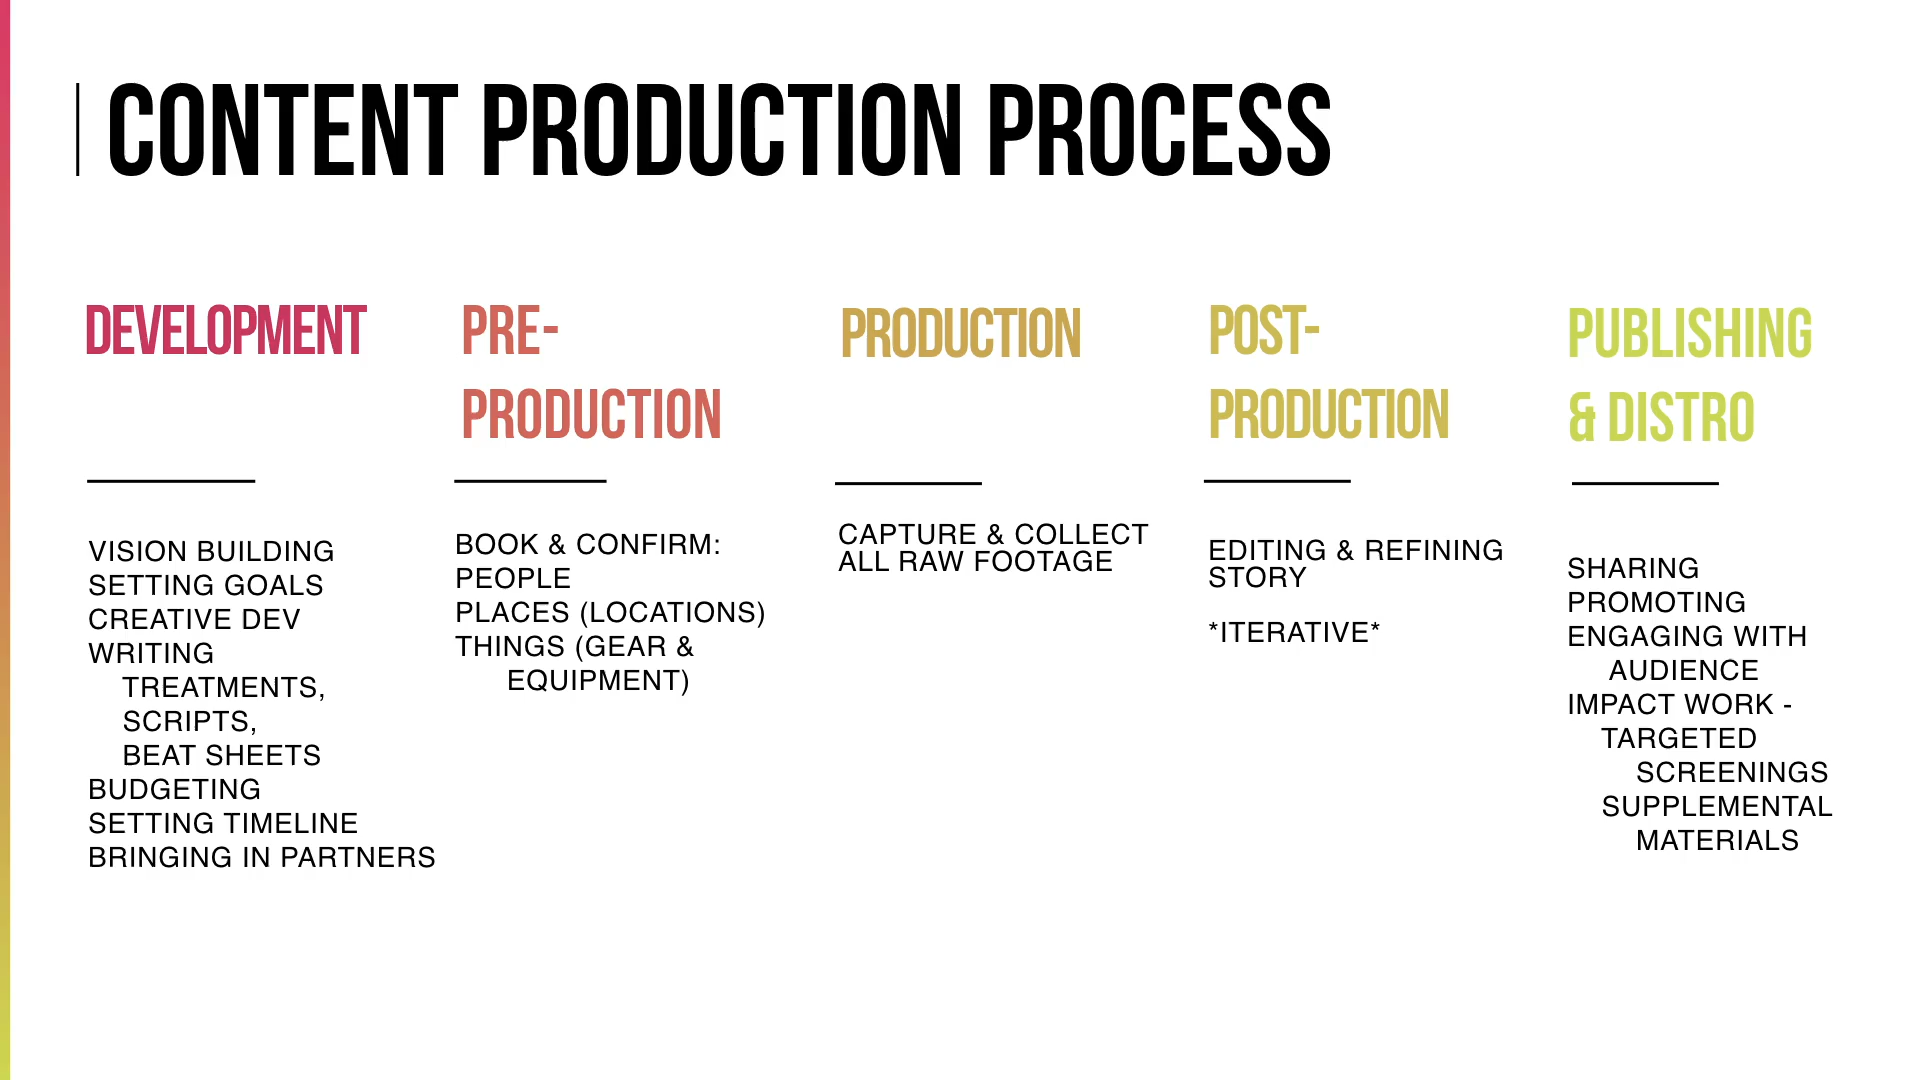 CONTENT PRODUCTION PROCESS
DEVELOPMENT
VISION BUILDING
SETTING GOALS
CREATIVE DEV
WRITING
TREATMENTS,
SCRIPTS,
BEAT SHEETS
BUDGETING
SETTING TIMELINE
BRINGING IN PARTNERS
PRE-
PRODUCTION
BOOK & CONFIRM:
PEOPLE
PLACES (LOCATIONS)
THINGS (GEAR &
EQUIPMENT)
PRODUCTION
CAPTURE & COLLECT
ALL RAW FOOTAGE
POST-
PRODUCTION
EDITING & REFINING
STORY
*ITERATIVE*
PUBLISHING
& DISTRO
SHARING
PROMOTING
ENGAGING WITH
AUDIENCE
IMPACT WORK -
TARGETED
SCREENINGS
SUPPLEMENTAL
MATERIALS